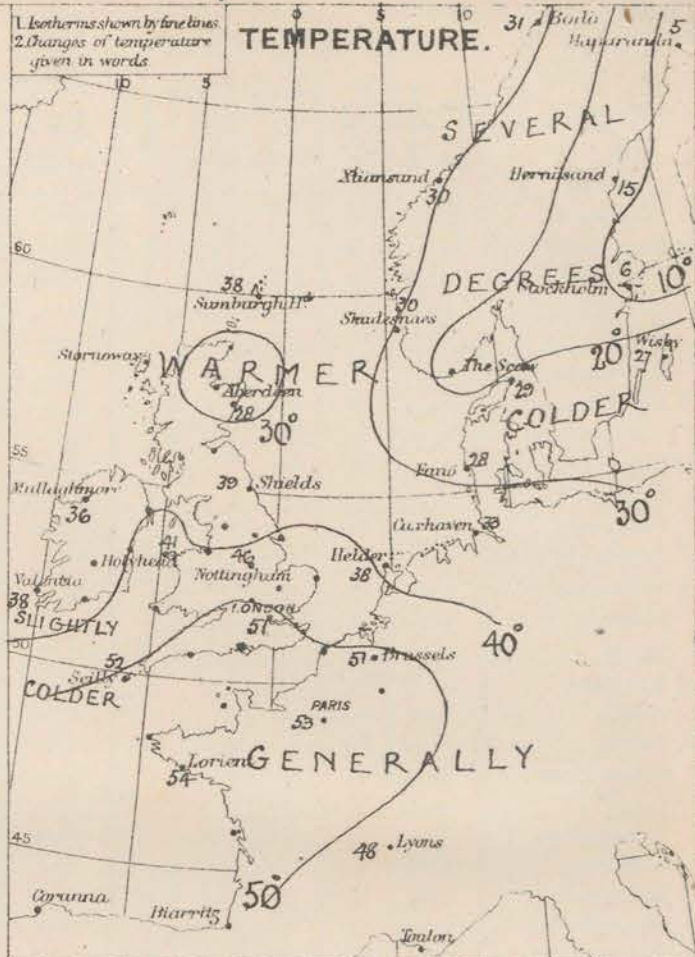 1. Isotherms shown by fine lines.
2. Changes of temperature
given in words
TEMPERATURE.
10 5 0 5 10
31 Bodö
Haparanda 5
SEVERAL
Xtiansund
30
Hernösand
15
60
38
Sumburgh Hd.
DEGREES
6
Stockholm
10°
30
Skudesnaes
Stornoway
WARMER
The Scaw
29
20°
Wisby
27
Aberdeen
28
30°
COLDER
55
39 Shields
Fanö 28
30°
Mullaghmore
36
Cuxhaven 33
41
Holyhead
46
Nottingham
Helder
38
Valentia
38
SLIGHTLY
LONDON
51
40°
50
52
Scilly
51 Brussels
COLDER
PARIS
53
Lorient
54
GENERALLY
45
48 Lyons
50°
Corunna
Biarritz
Toulon